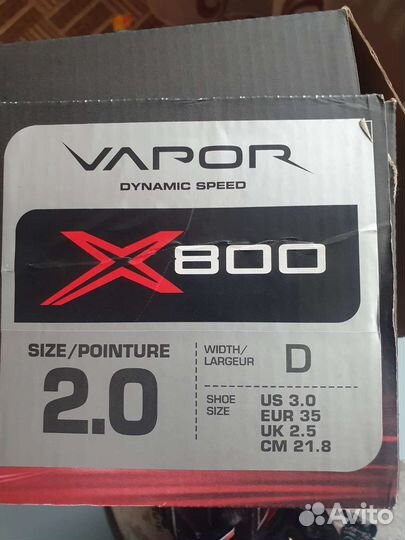 VAPOR
DYNAMIC SPEED
X800
SIZE/POINTURE
2.0
WIDTH/
LARGEUR
D
SHOE
SIZE
US 3.0
EUR 35
UK 2.5
CM 21.8
Avito